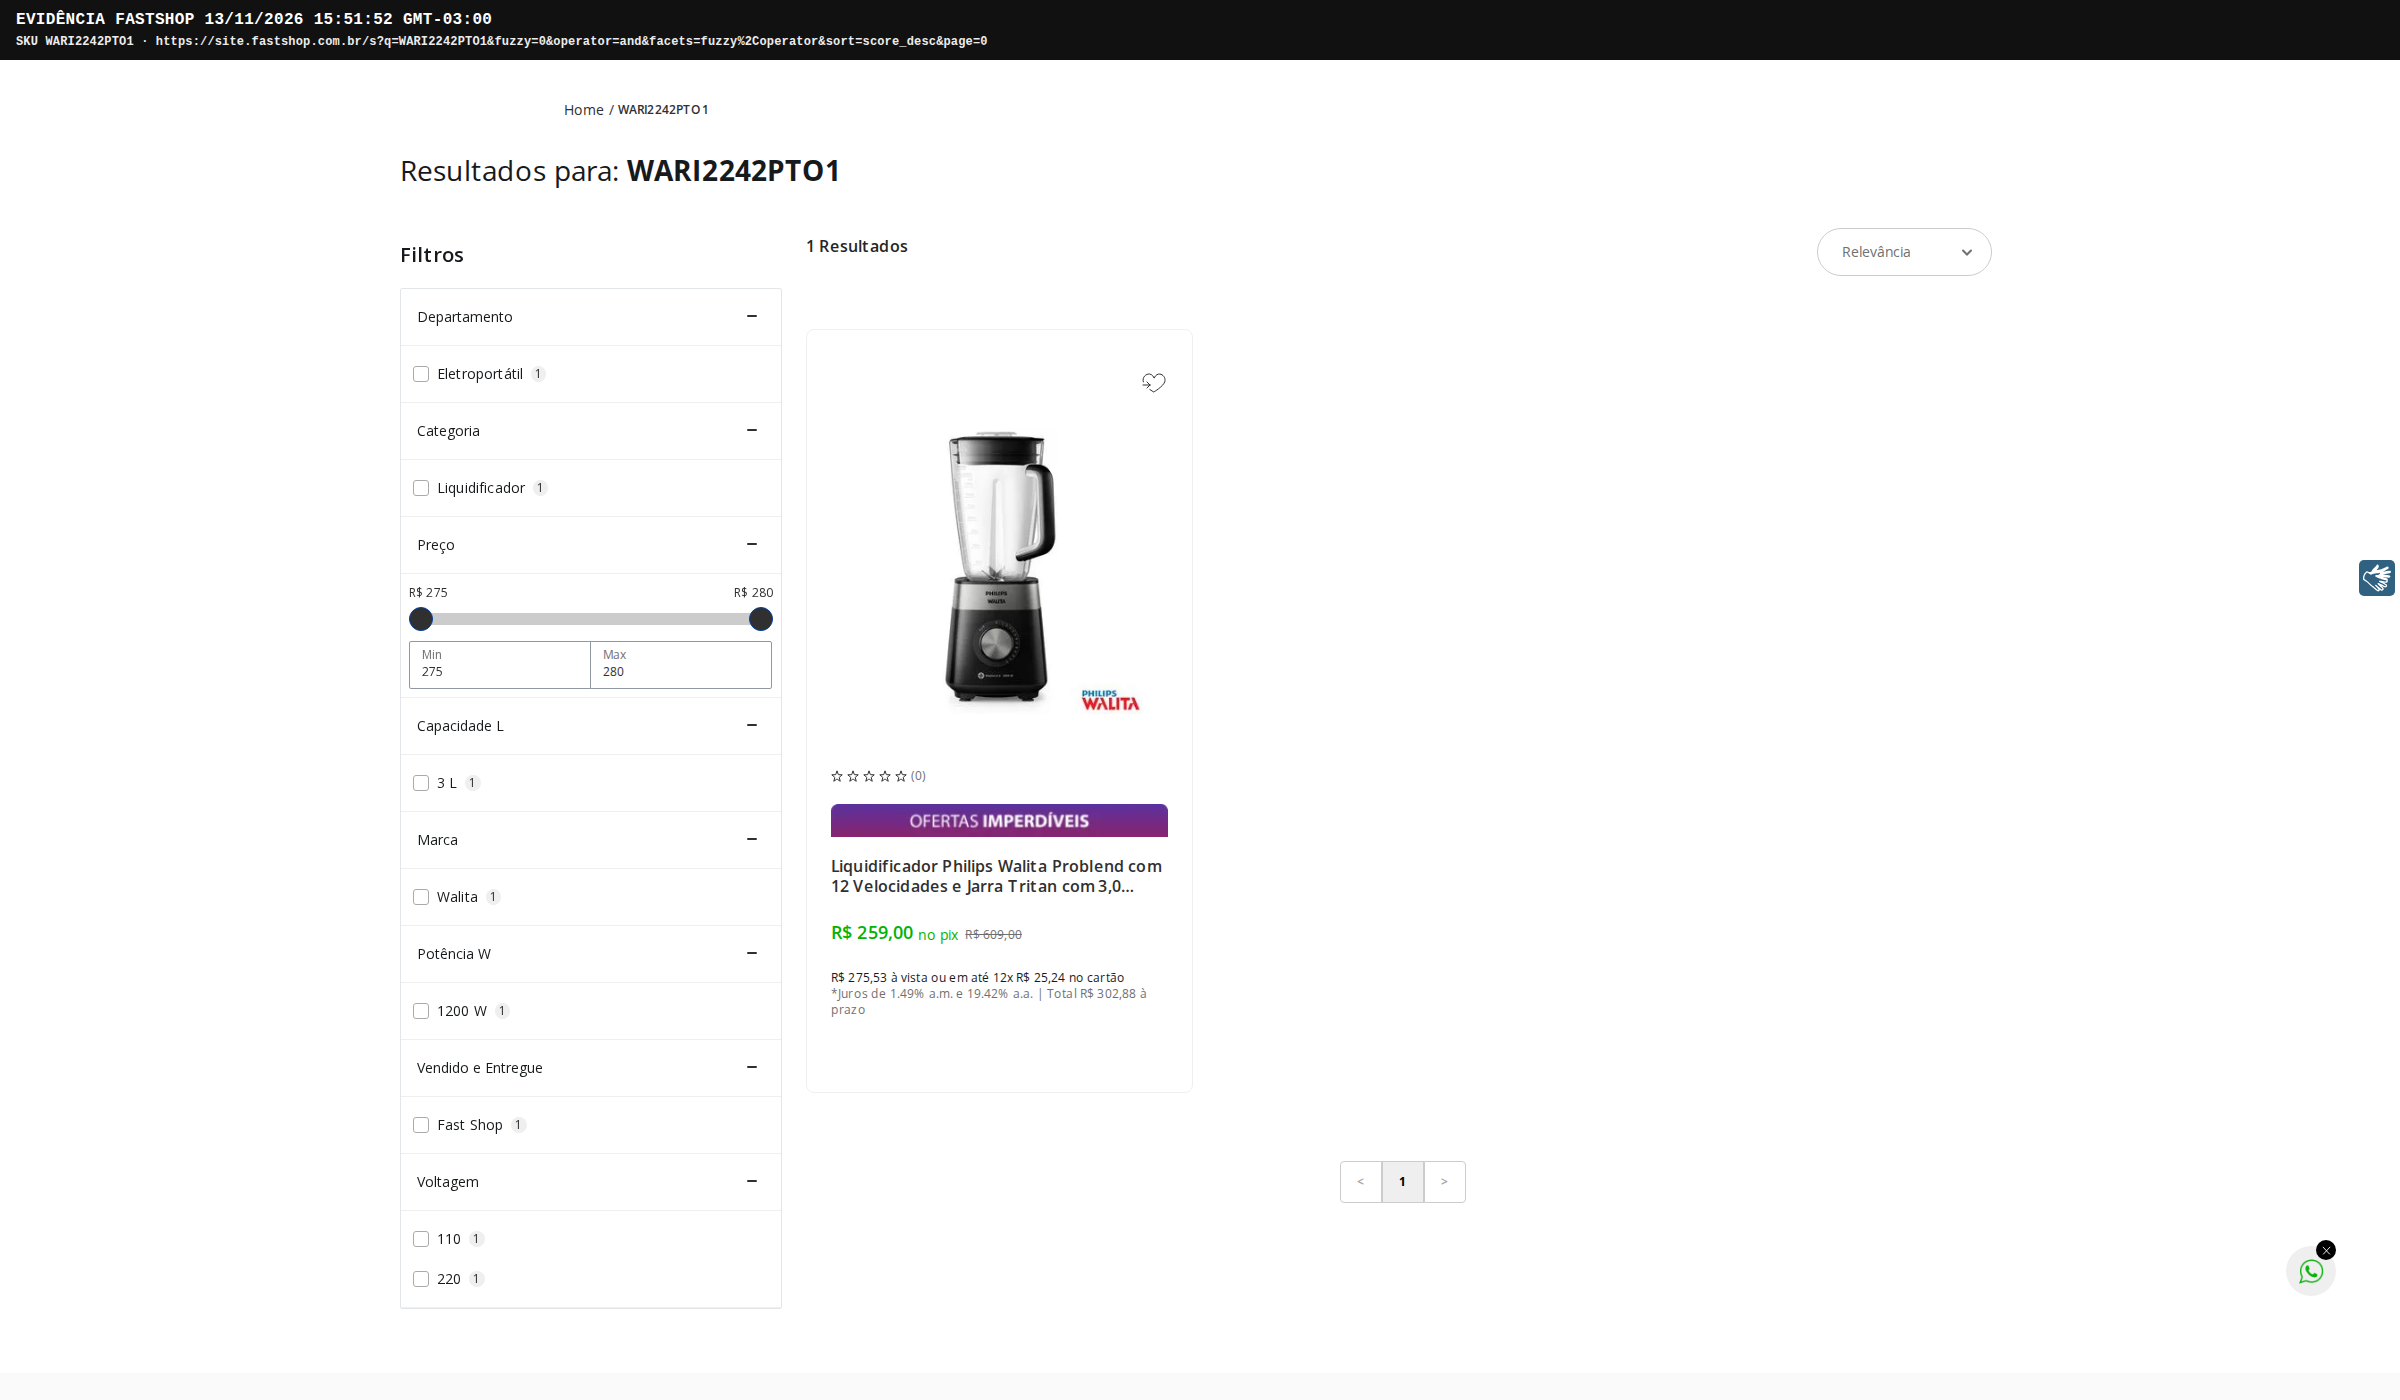 EVIDÊNCIA FASTSHOP 13/11/2026 15:51:52 GMT-03:00
SKU WARI2242PTO1 · https://site.fastshop.com.br/s?q=WARI2242PTO1&fuzzy=0&operator=and&facets=fuzzy%2Coperator&sort=score_desc&page=0
Home / WARI2242PTO1
Resultados para: WARI2242PTO1
Filtros
1 Resultados
Relevância
Departamento
Eletroportátil 1
Categoria
Liquidificador 1
Preço
R$ 275 R$ 280
Min
275
Max
280
Capacidade L
3 L 1
Marca
Walita 1
Potência W
1200 W 1
Vendido e Entregue
Fast Shop 1
Voltagem
110 1
220 1
PHILIPS
WALITA
PHILIPS
WALITA
(0)
OFERTAS IMPERDÍVEIS
Liquidificador Philips Walita Problend com
12 Velocidades e Jarra Tritan com 3,0...
R$ 259,00 no pix R$ 609,00
R$ 275,53 à vista ou em até 12x R$ 25,24 no cartão
*Juros de 1.49% a.m. e 19.42% a.a. | Total R$ 302,88 à
prazo
< 1 >